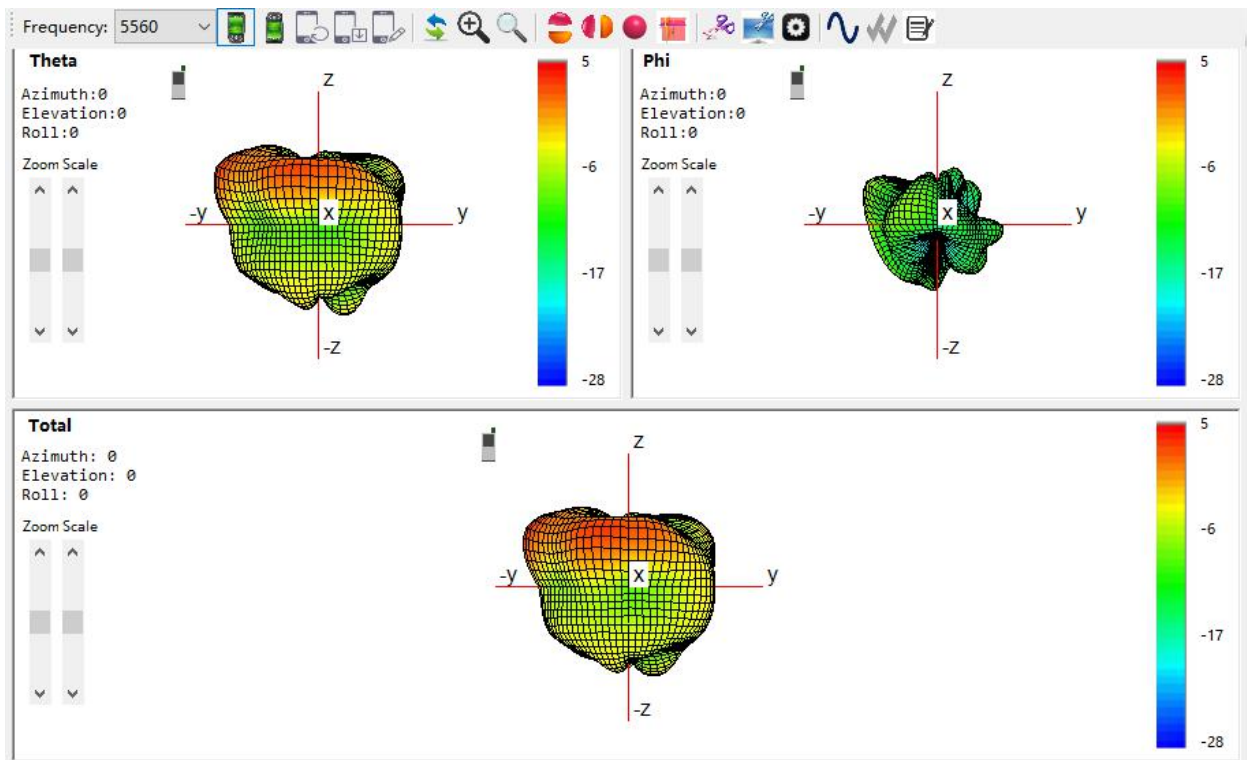 Frequency: 5560
Theta
Azimuth:0
Elevation:0
Roll:0
Zoom Scale
z
-y
x
y
-z
5
-6
-17
-28
Phi
Azimuth:0
Elevation:0
Roll:0
Zoom Scale
z
-y
x
y
-z
5
-6
-17
-28
Total
Azimuth: 0
Elevation: 0
Roll: 0
Zoom Scale
z
-y
x
y
-z
5
-6
-17
-28